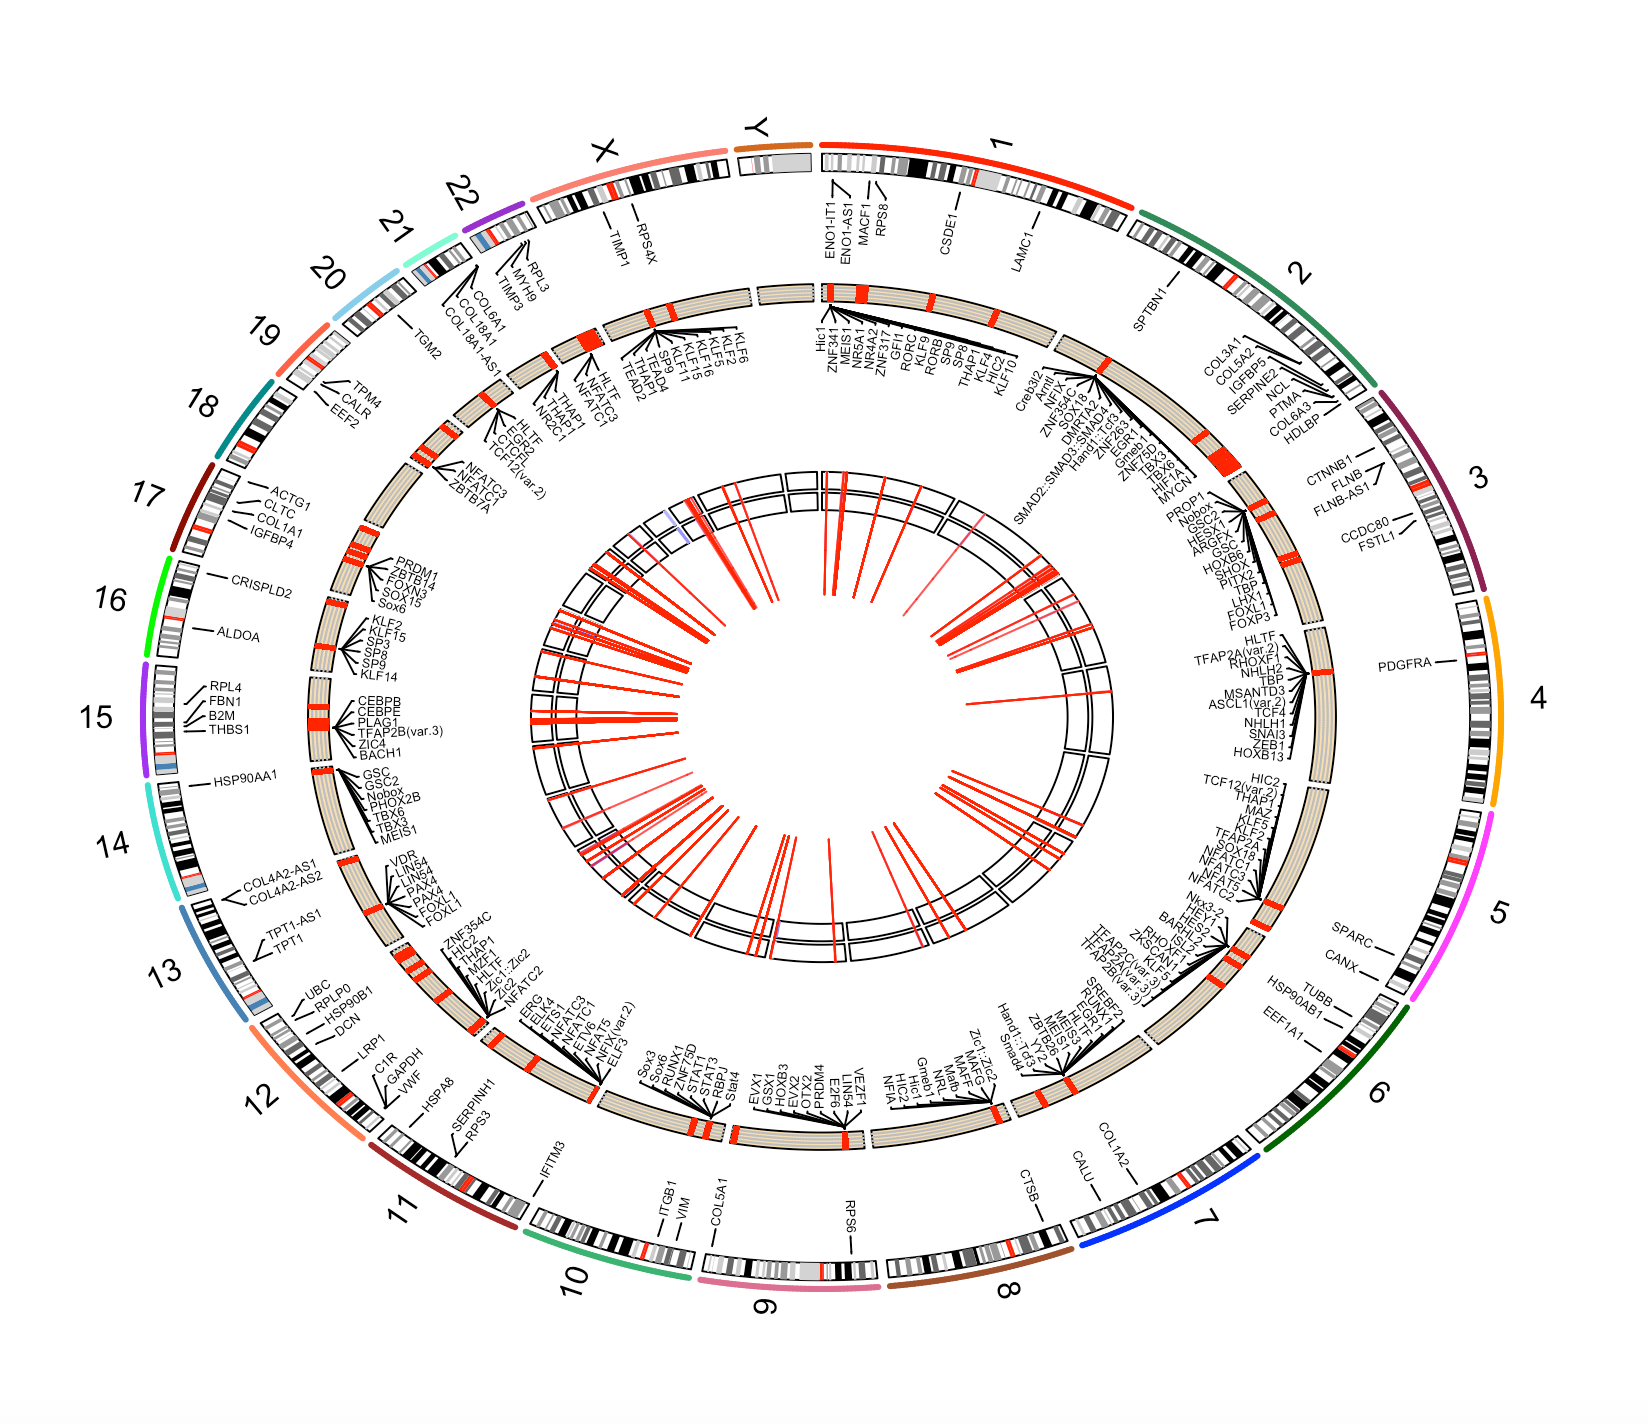 1
2
3
4
5
6
7
8
9
10
11
12
13
14
15
16
17
18
19
20
21
22
X
Y
ENO1-IT1
ENO1-AS1
MACF1
RPS8
CSDE1
LAMC1
SPTBN1
COL3A1
COL5A2
IGFBP5
SERPINE2
NCL
PTMA
COL6A3
HDLBP
CTNNB1
FLNB
FLNB-AS1
CCDC80
FSTL1
PDGFRA
SPARC
CANX
TUBB
HSP90AB1
EEF1A1
COL1A2
CALU
CTSB
RPS6
COL5A1
VIM
ITGB1
IFITM3
RPS3
SERPINH1
HSPA8
VWF
GAPDH
C1R
LRP1
DCN
HSP90B1
RPLP0
UBC
TPT1
TPT1-AS1
COL4A2-AS2
COL4A2-AS1
HSP90AA1
THBS1
B2M
FBN1
RPL4
ALDOA
CRISPLD2
IGFBP4
COL1A1
CLTC
ACTG1
EEF2
CALR
TPM4
TGM2
COL18A1-AS1
COL18A1
COL6A1
TIMP3
MYH9
RPL3
TIMP1
RPS4X
Hic1
ZNF341
MEIS1
NR5A1
NR4A2
ZNF317
GFI1
RORC
KLF9
RORB
SP9
SP8
THAP1
KLF4
HIC2
KLF10
Creb3l2
Arntl
NFIX
ZNF354C
SOX18
DMRTA2
SMAD2::SMAD3::SMAD4
Hand1::Tcf3
ZNF263
EGR1
Gmeb1
ZNF75D
TBX3
TBX6
HIF1A
MYCN
PROP1
Nobox
GSC2
HESX1
ARGFX
GSC
HOXB6
SHOX
PITX2
TBP
LHX1
FOXL1
FOXP3
HLTF
TFAP2A(var.2)
RHOXF1
NHLH2
TBP
MSANTD3
ASCL1(var.2)
TCF4
NHLH1
SNAI3
ZEB1
HOXB13
HIC2
TCF12(var.2)
THAP1
MAZ
KLF5
KLF2
TFAP2A
SOX18
NFATC1
NFATC3
NFAT5
NFATC2
Nkx3-2
HEY1
HES2
BARHL2
ISL2
RHOXF1
ZKSCAN1
KLF5
TFAP2C(var.3)
TFAP2A(var.3)
TFAP2B(var.3)
SREBF2
RUNX1
EGR1
HLTF
MEIS3
MEIS1
ZBTB26
YY2
Hand1::Tcf3
Smad4
Zic1::Zic2
MAFG
MAFF
Mafb
NRL
Gmeb1
Hic1
HIC2
NFIA
VEZF1
LIN54
E2F6
PRDM4
OTX2
EVX2
HOXB3
GSX1
EVX1
Stat4
RBPJ
STAT3
STAT1
ZNF75D
RUNX1
Sox6
Sox3
ELF3
NFIX(var.2)
NFAT5
ETV6
NFATC1
NFATC3
ETS1
ELK4
ERG
NFATC2
Zic2
Zic1::Zic2
HLTF
MZF1
THAP1
HIC2
ZNF354C
FOXL1
FOXL1
PAX4
PAX4
LIN54
LIN54
VDR
MEIS1
TBX3
TBX6
PHOX2B
Nobox
GSC2
GSC
BACH1
ZIC4
TFAP2B(var.3)
PLAG1
CEBPE
CEBPB
KLF14
SP9
SP8
SP3
KLF15
KLF2
Sox6
SOX15
FOXN3
ZBTB14
PRDM1
ZBTB7A
NFATC1
NFATC3
TCF12(var.2)
CTCFL
EGR2
HLTF
NR2C1
THAP1
THAP1
NFATC1
NFATC3
HLTF
TEAD2
THAP1
TEAD4
SP9
KLF11
KLF15
KLF16
KLF5
KLF2
KLF6